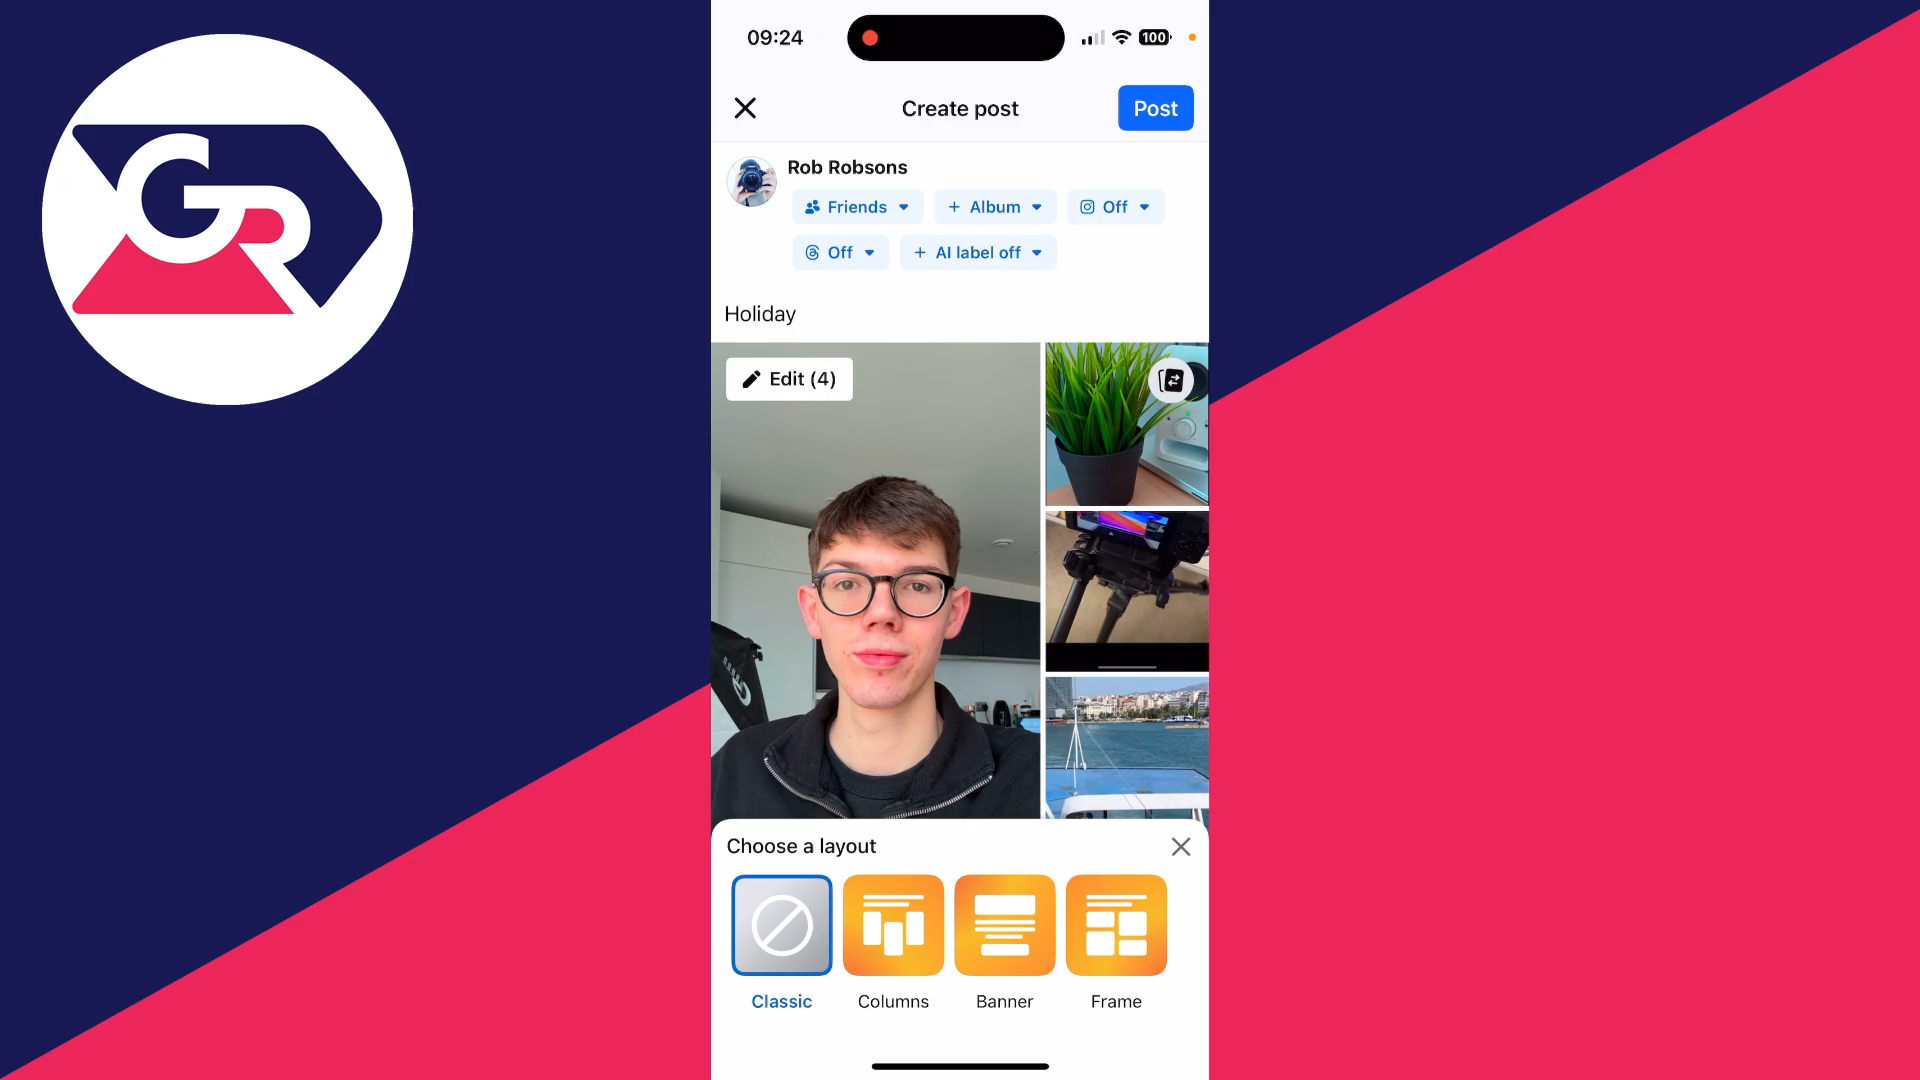 GR
09:24
100
Create post
Post
Rob Robsons
Friends
+ Album
Off
Off
+ AI label off
Holiday
Edit (4)
Choose a layout
Classic
Columns
Banner
Frame